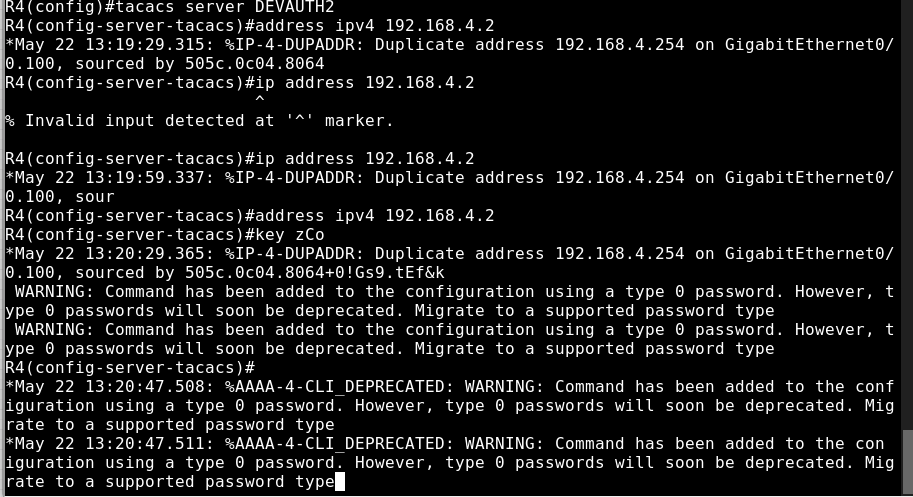 R4(config)#tacacs server DEVAUTH2
R4(config-server-tacacs)#address ipv4 192.168.4.2
*May 22 13:19:29.315: %IP-4-DUPADDR: Duplicate address 192.168.4.254 on GigabitEthernet0/
0.100, sourced by 505c.0c04.8064
R4(config-server-tacacs)#ip address 192.168.4.2
^
% Invalid input detected at '^' marker.
R4(config-server-tacacs)#ip address 192.168.4.2
*May 22 13:19:59.337: %IP-4-DUPADDR: Duplicate address 192.168.4.254 on GigabitEthernet0/
0.100, sour
R4(config-server-tacacs)#address ipv4 192.168.4.2
R4(config-server-tacacs)#key zCo
*May 22 13:20:29.365: %IP-4-DUPADDR: Duplicate address 192.168.4.254 on GigabitEthernet0/
0.100, sourced by 505c.0c04.8064+0!Gs9.tEf&k
WARNING: Command has been added to the configuration using a type 0 password. However, t
ype 0 passwords will soon be deprecated. Migrate to a supported password type
WARNING: Command has been added to the configuration using a type 0 password. However, t
ype 0 passwords will soon be deprecated. Migrate to a supported password type
R4(config-server-tacacs)#
*May 22 13:20:47.508: %AAAA-4-CLI_DEPRECATED: WARNING: Command has been added to the conf
iguration using a type 0 password. However, type 0 passwords will soon be deprecated. Mig
rate to a supported password type
*May 22 13:20:47.511: %AAAA-4-CLI_DEPRECATED: WARNING: Command has been added to the con
iguration using a type 0 password. However, type 0 passwords will soon be deprecated. Mig
rate to a supported password type